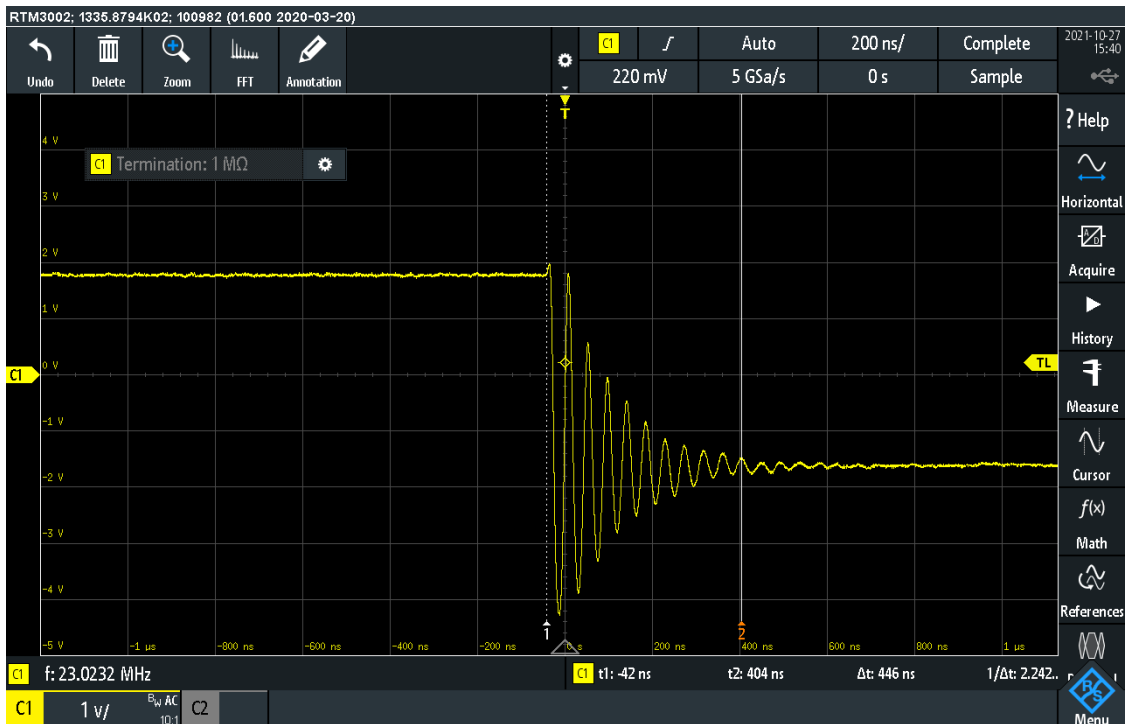 RTM3002; 1335.8794K02; 100982 (01.600 2020-03-20)
Undo Delete Zoom FFT Annotation
C1 Auto 200 ns/ Complete
220 mV 5 GSa/s 0 s Sample
2021-10-27
15:40
T
? Help
Horizontal
Acquire
History
Measure
Cursor
f(x)
Math
References
Menu
4 V
C1 Termination: 1 MΩ
3 V
2 V
1 V
0 V
C1
TL
-1 V
-2 V
-3 V
-4 V
1 2
-5 V -1 µs -800 ns -600 ns -400 ns -200 ns 0 s 200 ns 400 ns 600 ns 800 ns 1 µs
C1 f: 23.0232 MHz
C1 t1: -42 ns t2: 404 ns Δt: 446 ns 1/Δt: 2.242..
C1 1 V/ BW AC 10:1 C2
R&S